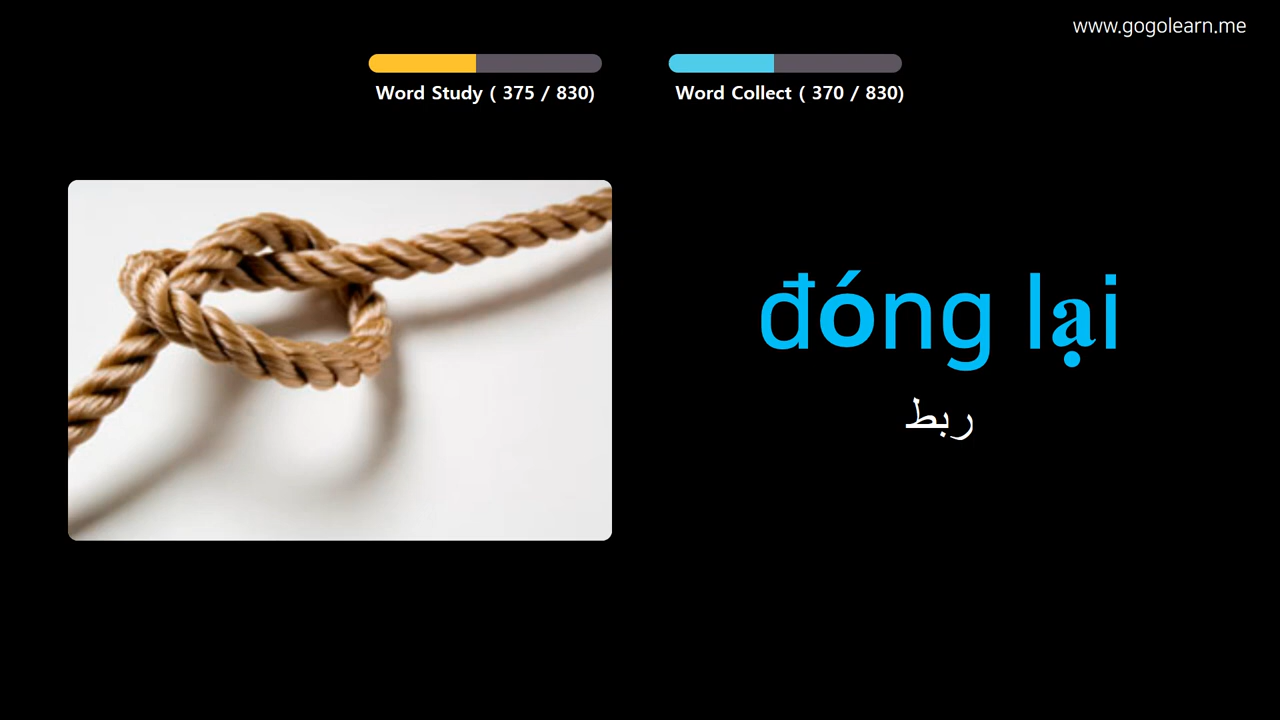 www.gogolearn.me
Word Study ( 375 / 830)
Word Collect ( 370 / 830)
đóng lại
ربط